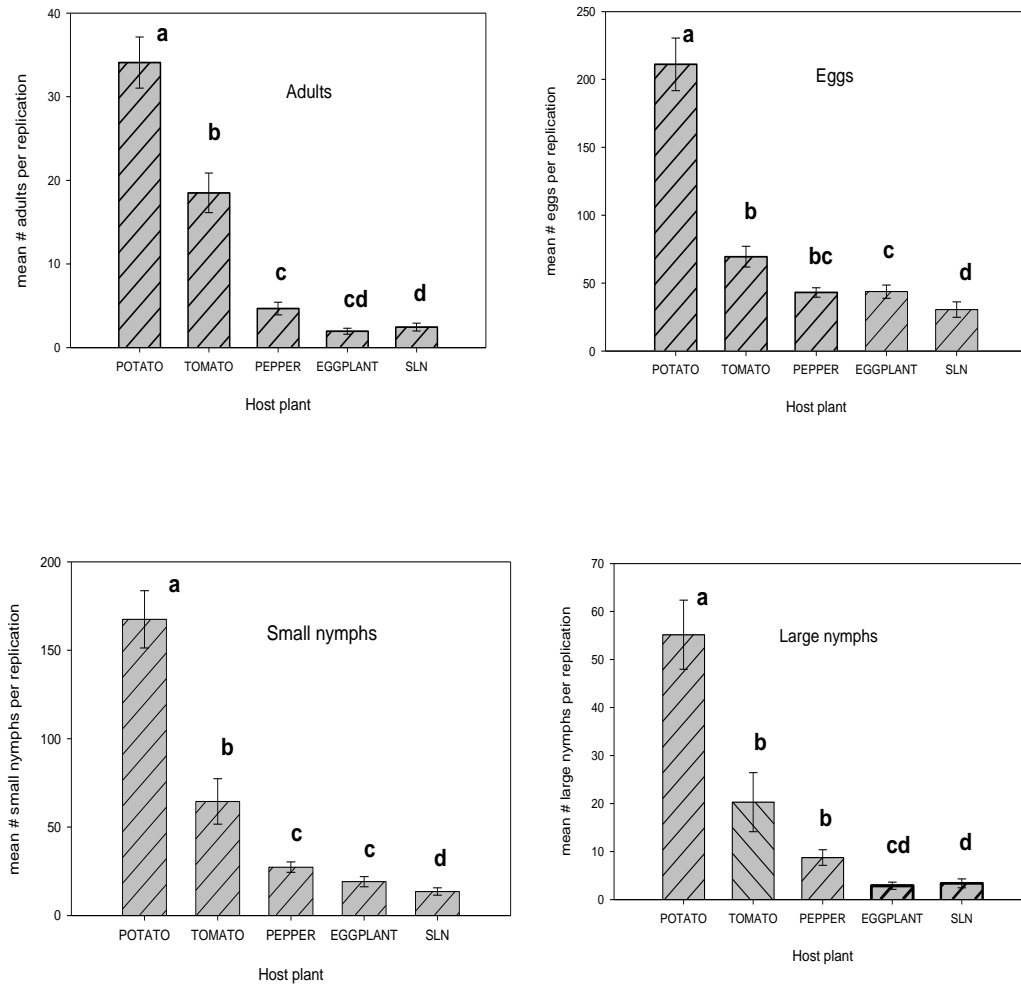 mean # adults per replication
40
30
20
10
0
Adults
a
b
c
cd
d
POTATO TOMATO PEPPER EGGPLANT SLN
Host plant
mean # eggs per replication
250
200
150
100
50
0
Eggs
a
b
bc
c
d
POTATO TOMATO PEPPER EGGPLANT SLN
Host plant
mean # small nymphs per replication
200
150
100
50
0
Small nymphs
a
b
c
c
d
POTATO TOMATO PEPPER EGGPLANT SLN
Host plant
mean # large nymphs per replication
70
60
50
40
30
20
10
0
Large nymphs
a
b
b
cd
d
POTATO TOMATO PEPPER EGGPLANT SLN
Host plant